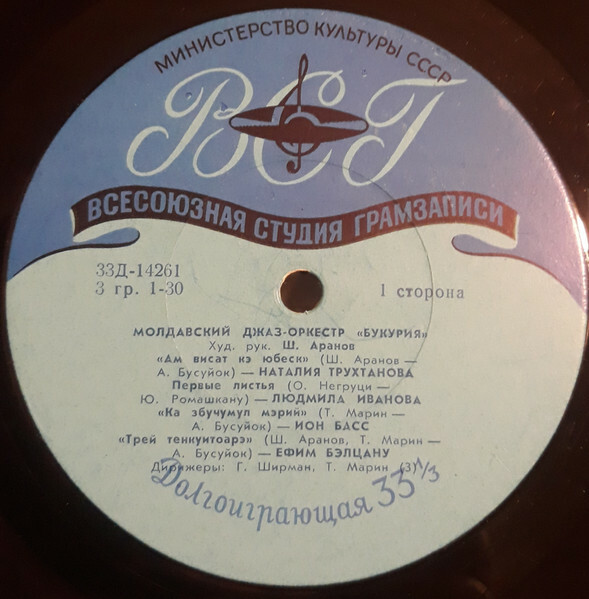 МИНИСТЕРСТВО КУЛЬТУРЫ СССР
ВСГ
ВСЕСОЮЗНАЯ СТУДИЯ ГРАМЗАПИСИ
33Д-14261
3 гр. 1-30
1 сторона
МОЛДАВСКИЙ ДЖАЗ-ОРКЕСТР «БУКУРИЯ»
Худ. рук. Ш. Аранов
«Ам висат кэ юбеск» (Ш. Аранов —
А. Бусуйок) — НАТАЛИЯ ТРУХТАНОВА
Первые листья (О. Негруци —
Ю. Ромашкану) — ЛЮДМИЛА ИВАНОВА
«Ка збучумул мэрий» (Т. Марин —
А. Бусуйок) — ИОН БАСС
«Трей тенкуитоарэ» (Ш. Аранов, Т. Марин —
А. Бусуйок) — ЕФИМ БЭЛЦАНУ
Дирижеры: Г. Ширман, Т. Марин (3)
Долгоиграющая 33⅓